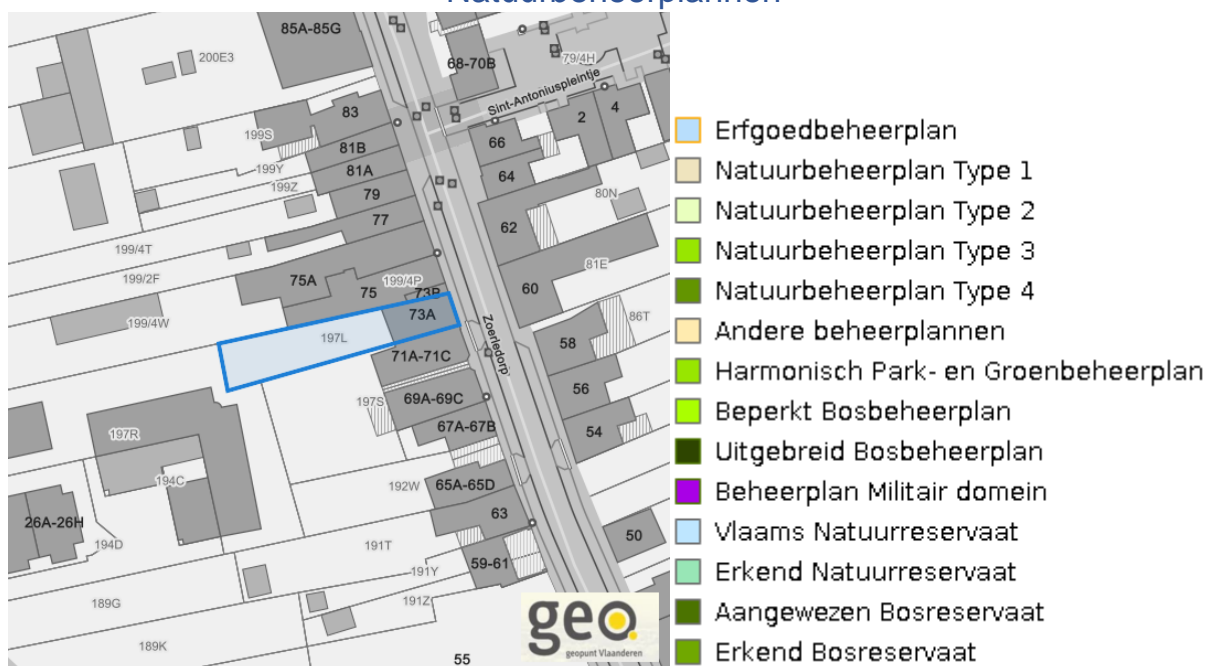 Natuurbeheerplannen
85A-85G
200E3
68-70B
79/4H
Sint-Antoniuspleintje
83
2
4
199S
81B
66
199Y
81A
64
199Z
79
80N
77
62
199/4T
81E
199/2F
75A
199/4P
75
73B
60
199/4W
73A
86T
197L
Zoerledorp
58
71A-71C
56
197S
69A-69C
197R
67A-67B
54
194C
192W
65A-65D
26A-26H
63
50
194D
191T
59-61
191Y
189G
191Z
189K
55
geo.
geopunt Vlaanderen
Erfgoedbeheerplan
Natuurbeheerplan Type 1
Natuurbeheerplan Type 2
Natuurbeheerplan Type 3
Natuurbeheerplan Type 4
Andere beheerplannen
Harmonisch Park- en Groenbeheerplan
Beperkt Bosbeheerplan
Uitgebreid Bosbeheerplan
Beheerplan Militair domein
Vlaams Natuurreservaat
Erkend Natuurreservaat
Aangewezen Bosreservaat
Erkend Bosreservaat